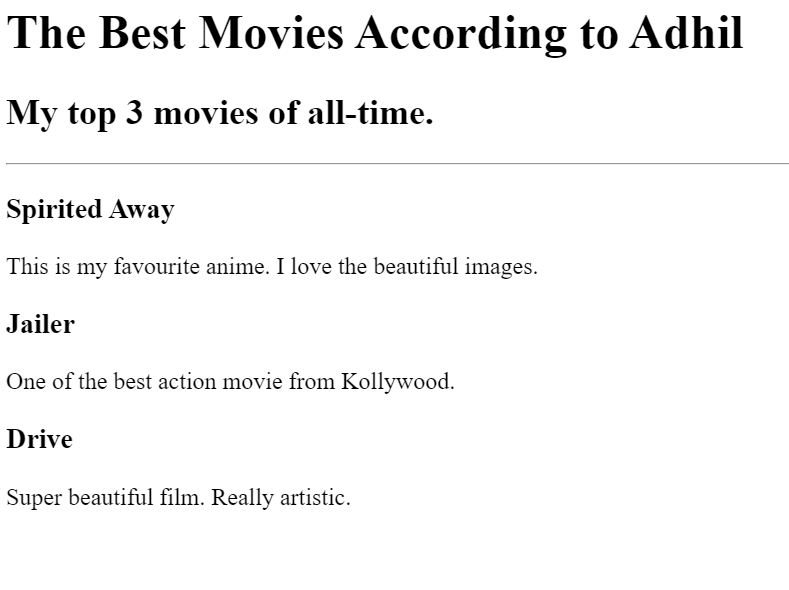 The Best Movies According to Adhil
My top 3 movies of all-time.
Spirited Away
This is my favourite anime. I love the beautiful images.
Jailer
One of the best action movie from Kollywood.
Drive
Super beautiful film. Really artistic.